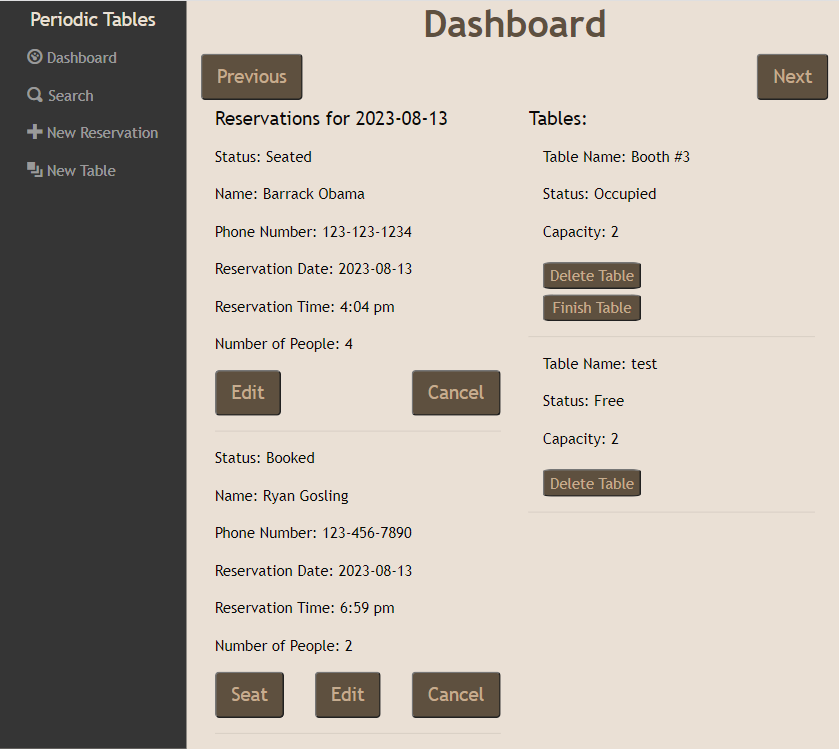 Periodic Tables
Dashboard
Search
New Reservation
New Table
Dashboard
Previous
Next
Reservations for 2023-08-13
Status: Seated
Name: Barrack Obama
Phone Number: 123-123-1234
Reservation Date: 2023-08-13
Reservation Time: 4:04 pm
Number of People: 4
Edit
Cancel
Status: Booked
Name: Ryan Gosling
Phone Number: 123-456-7890
Reservation Date: 2023-08-13
Reservation Time: 6:59 pm
Number of People: 2
Seat
Edit
Cancel
Tables:
Table Name: Booth #3
Status: Occupied
Capacity: 2
Delete Table
Finish Table
Table Name: test
Status: Free
Capacity: 2
Delete Table